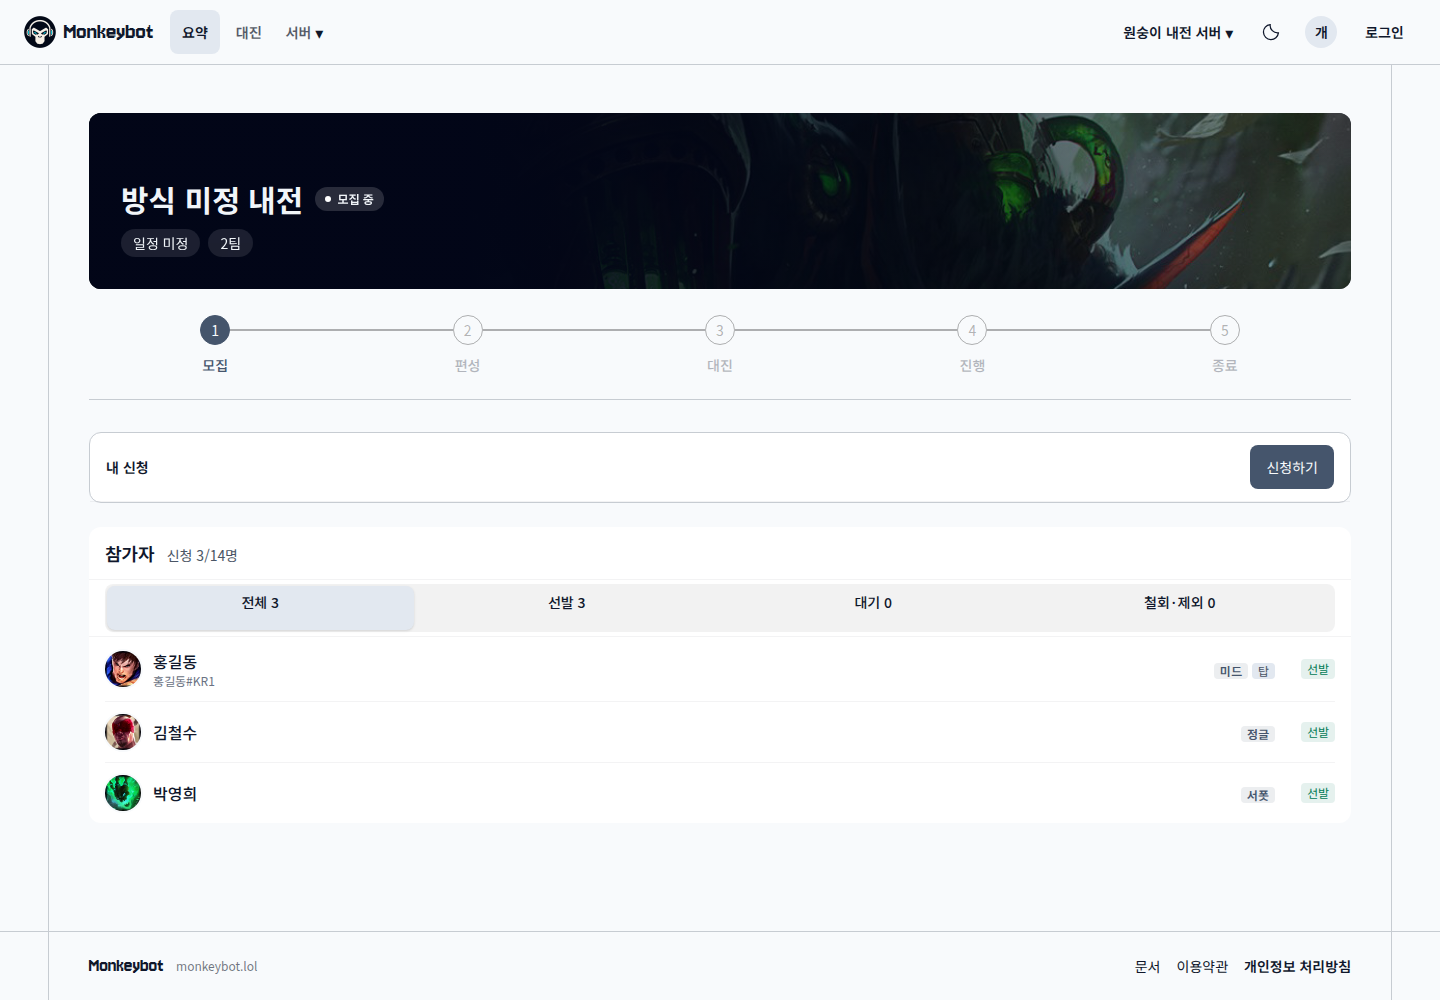 Monkeybot 요약 대진 서버 ▾ 원숭이 내전 서버 ▾ 개 로그인
방식 미정 내전 모집 중
일정 미정 2팀
1 2 3 4 5
모집 편성 대진 진행 종료
내 신청 신청하기
참가자 신청 3/14명
전체 3 선발 3 대기 0 철회·제외 0
홍길동 미드 탑 선발
홍길동#KR1
김철수 정글 선발
박영희 서폿 선발
Monkeybot monkeybot.lol 문서 이용약관 개인정보 처리방침